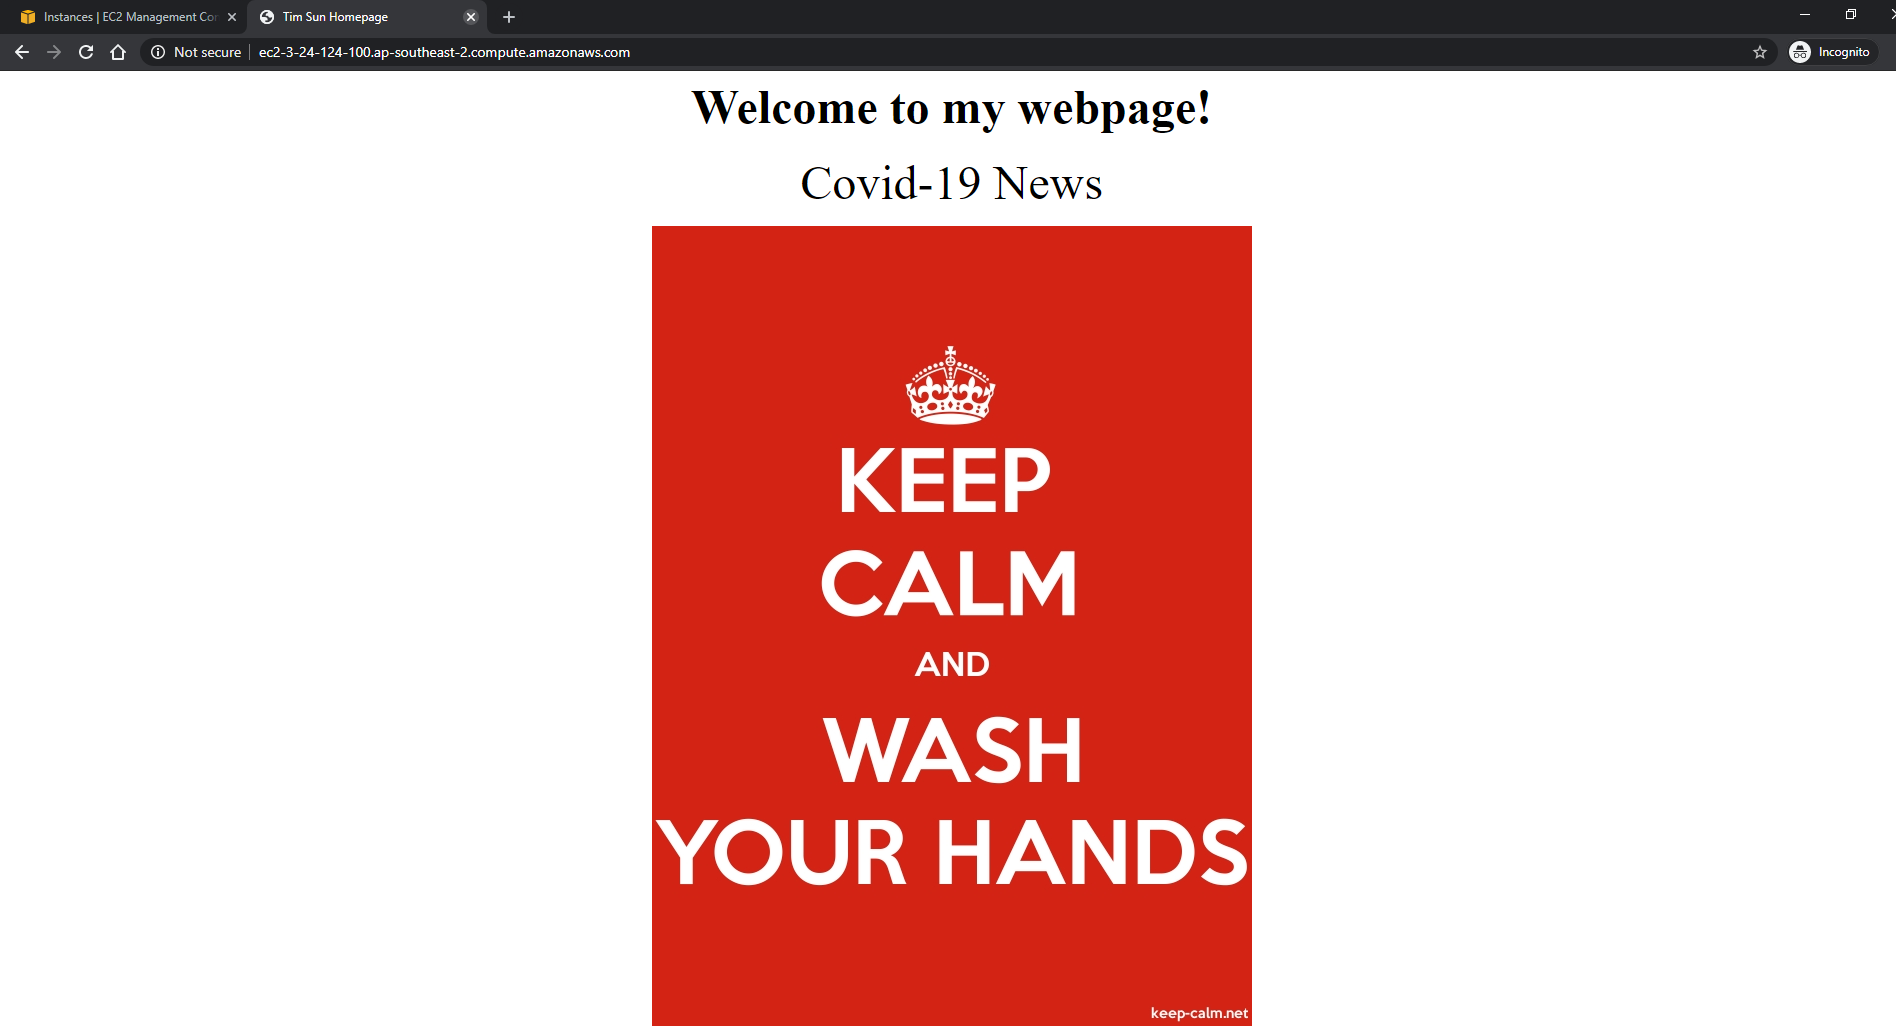 Instances | EC2 Management Con
Tim Sun Homepage
Not secure
ec2-3-24-124-100.ap-southeast-2.compute.amazonaws.com
Incognito
Welcome to my webpage!
Covid-19 News
KEEP
CALM
AND
WASH
YOUR HANDS
keep-calm.net